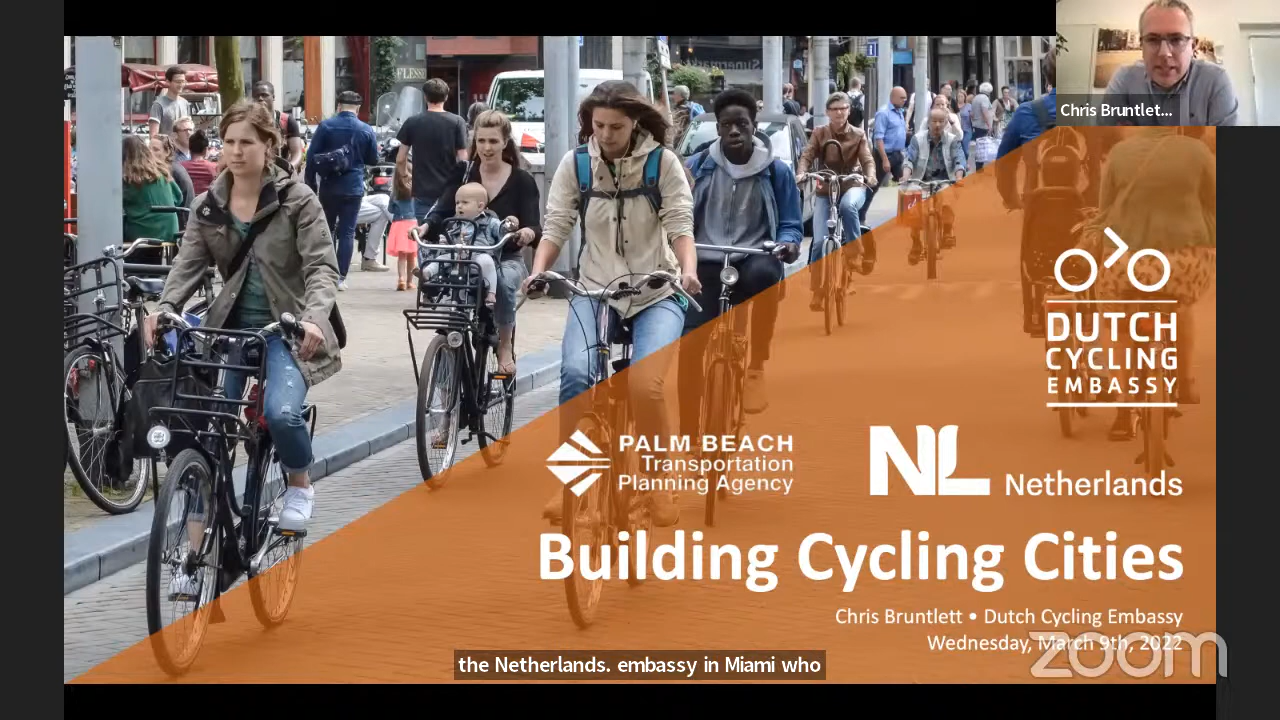 Chris Bruntlet...
FLESSE
DUTCH
CYCLING
EMBASSY
PALM BEACH
Transportation
Planning Agency
NL Netherlands
Building Cycling Cities
Chris Bruntlett • Dutch Cycling Embassy
Wednesday, March 9th, 2022
zoom
the Netherlands. embassy in Miami who